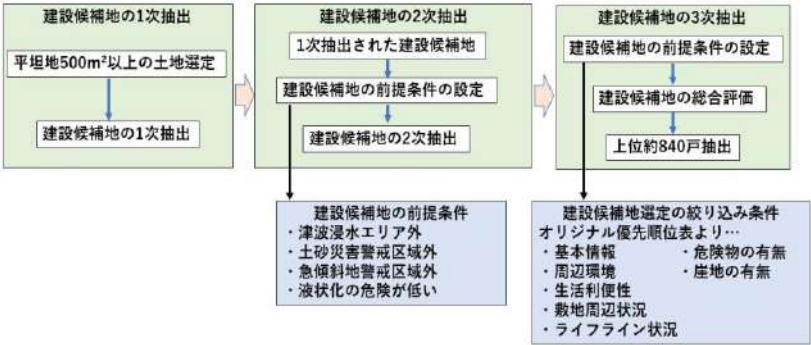 建設候補地の1次抽出
平坦地500m²以上の土地選定
建設候補地の1次抽出
建設候補地の2次抽出
1次抽出された建設候補地
建設候補地の前提条件の設定
建設候補地の2次抽出
建設候補地の3次抽出
建設候補地の前提条件の設定
建設候補地の総合評価
上位約840戸抽出
建設候補地の前提条件
・津波浸水エリア外
・土砂災害警戒区域外
・急傾斜地警戒区域外
・液状化の危険が低い
建設候補地選定の絞り込み条件
オリジナル優先順位表より…
・基本情報 ・危険物の有無
・周辺環境 ・崖地の有無
・生活利便性
・敷地周辺状況
・ライフライン状況